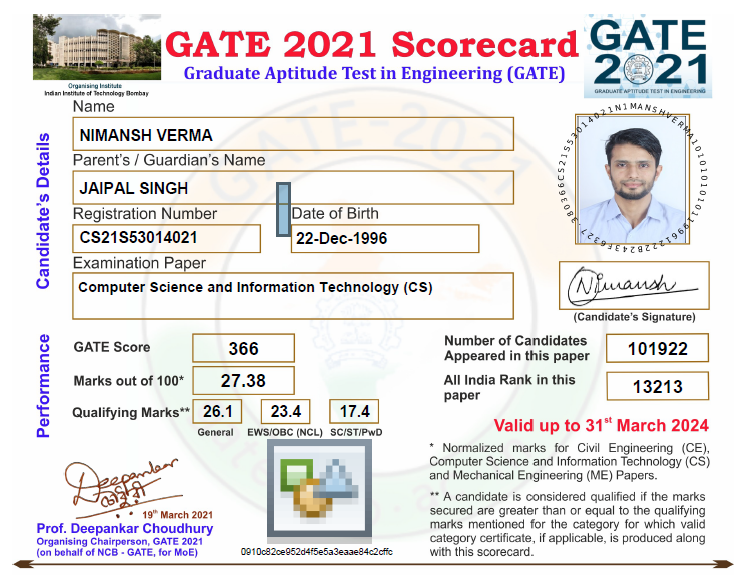 GATE 2021 Scorecard
Graduate Aptitude Test in Engineering (GATE)
Organising Institute
Indian Institute of Technology Bombay
GATE
2021
GRADUATE APTITUDE TEST IN ENGINEERING
Candidate's Details
Name
NIMANSH VERMA
Parent's / Guardian's Name
JAIPAL SINGH
Registration Number
Date of Birth
CS21S53014021
22-Dec-1996
Examination Paper
Computer Science and Information Technology (CS)
Nimansh
(Candidate's Signature)
Performance
GATE Score
366
Marks out of 100*
27.38
Qualifying Marks**
26.1
23.4
17.4
General
EWS/OBC (NCL)
SC/ST/PwD
Number of Candidates
Appeared in this paper
101922
All India Rank in this
paper
13213
Valid up to 31st March 2024
* Normalized marks for Civil Engineering (CE),
Computer Science and Information Technology (CS)
and Mechanical Engineering (ME) Papers.
** A candidate is considered qualified if the marks
secured are greater than or equal to the qualifying
marks mentioned for the category for which valid
category certificate, if applicable, is produced along
with this scorecard.
Deepankar
চৌধুরী
19th March 2021
Prof. Deepankar Choudhury
Organising Chairperson, GATE 2021
(on behalf of NCB - GATE, for MoE)
0910c82ce952d4f5e5a3eaae84c2cffc